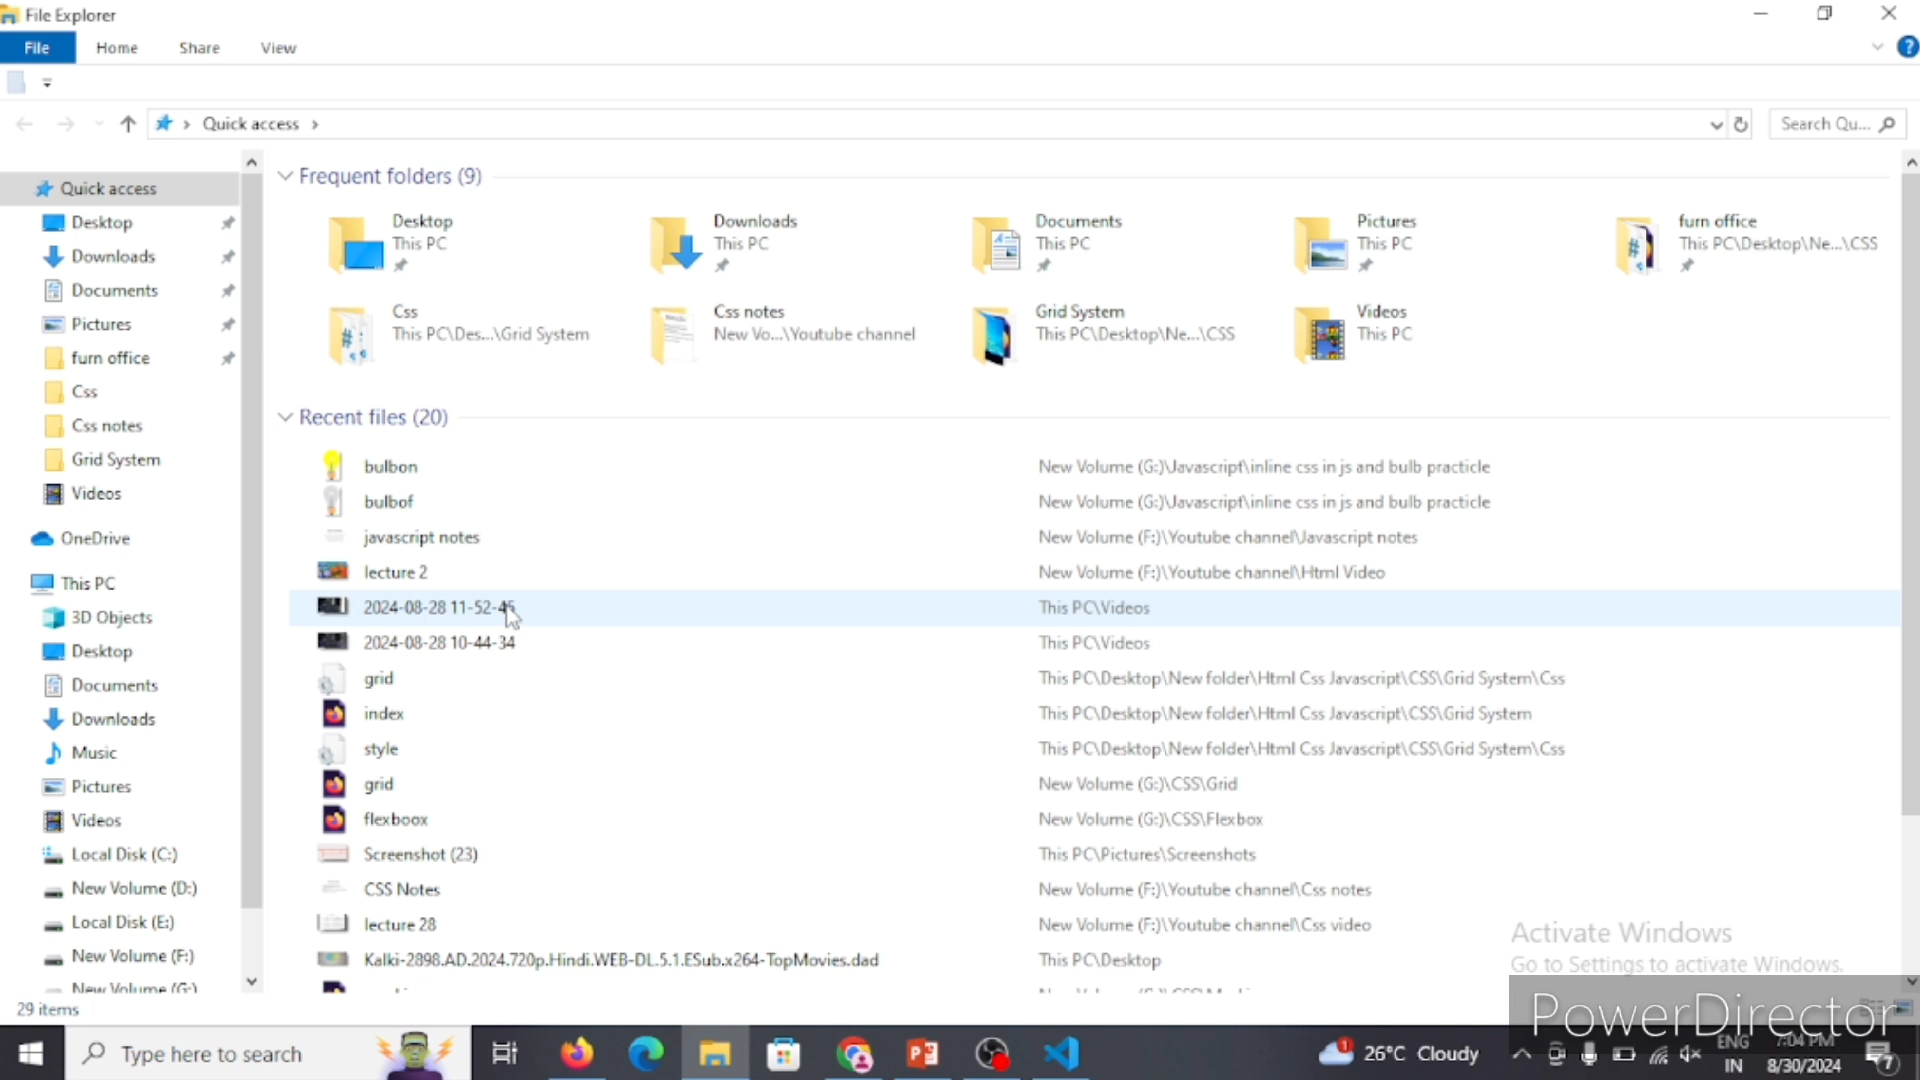 File Explorer
File Home Share View
Quick access
Search Qu...
Quick access
Desktop
Downloads
Documents
Pictures
furn office
Css
Css notes
Grid System
Videos
OneDrive
This PC
3D Objects
Desktop
Documents
Downloads
Music
Pictures
Videos
Local Disk (C:)
New Volume (D:)
Local Disk (E:)
New Volume (F:)
New Volume (G:)
Frequent folders (9)
Desktop
This PC
Downloads
This PC
Documents
This PC
Pictures
This PC
furn office
This PC\Desktop\Ne...\CSS
Css
This PC\Des...\Grid System
Css notes
New Vo...\Youtube channel
Grid System
This PC\Desktop\Ne...\CSS
Videos
This PC
Recent files (20)
bulbon New Volume (G:)\Javascript\inline css in js and bulb practicle
bulbof New Volume (G:)\Javascript\inline css in js and bulb practicle
javascript notes New Volume (F:)\Youtube channel\Javascript notes
lecture 2 New Volume (F:)\Youtube channel\Html Video
2024-08-28 11-52-45 This PC\Videos
2024-08-28 10-44-34 This PC\Videos
grid This PC\Desktop\New folder\Html Css Javascript\CSS\Grid System\Css
index This PC\Desktop\New folder\Html Css Javascript\CSS\Grid System
style This PC\Desktop\New folder\Html Css Javascript\CSS\Grid System\Css
grid New Volume (G:)\CSS\Grid
flexboox New Volume (G:)\CSS\Flexbox
Screenshot (23) This PC\Pictures\Screenshots
CSS Notes New Volume (F:)\Youtube channel\Css notes
lecture 28 New Volume (F:)\Youtube channel\Css video
Kalki-2898.AD.2024.720p.Hindi.WEB-DL.5.1.ESub.x264-TopMovies.dad This PC\Desktop
Activate Windows
Go to Settings to activate Windows.
29 items
PowerDirector
Type here to search
26°C Cloudy
ENG
IN
7:04 PM
8/30/2024
7